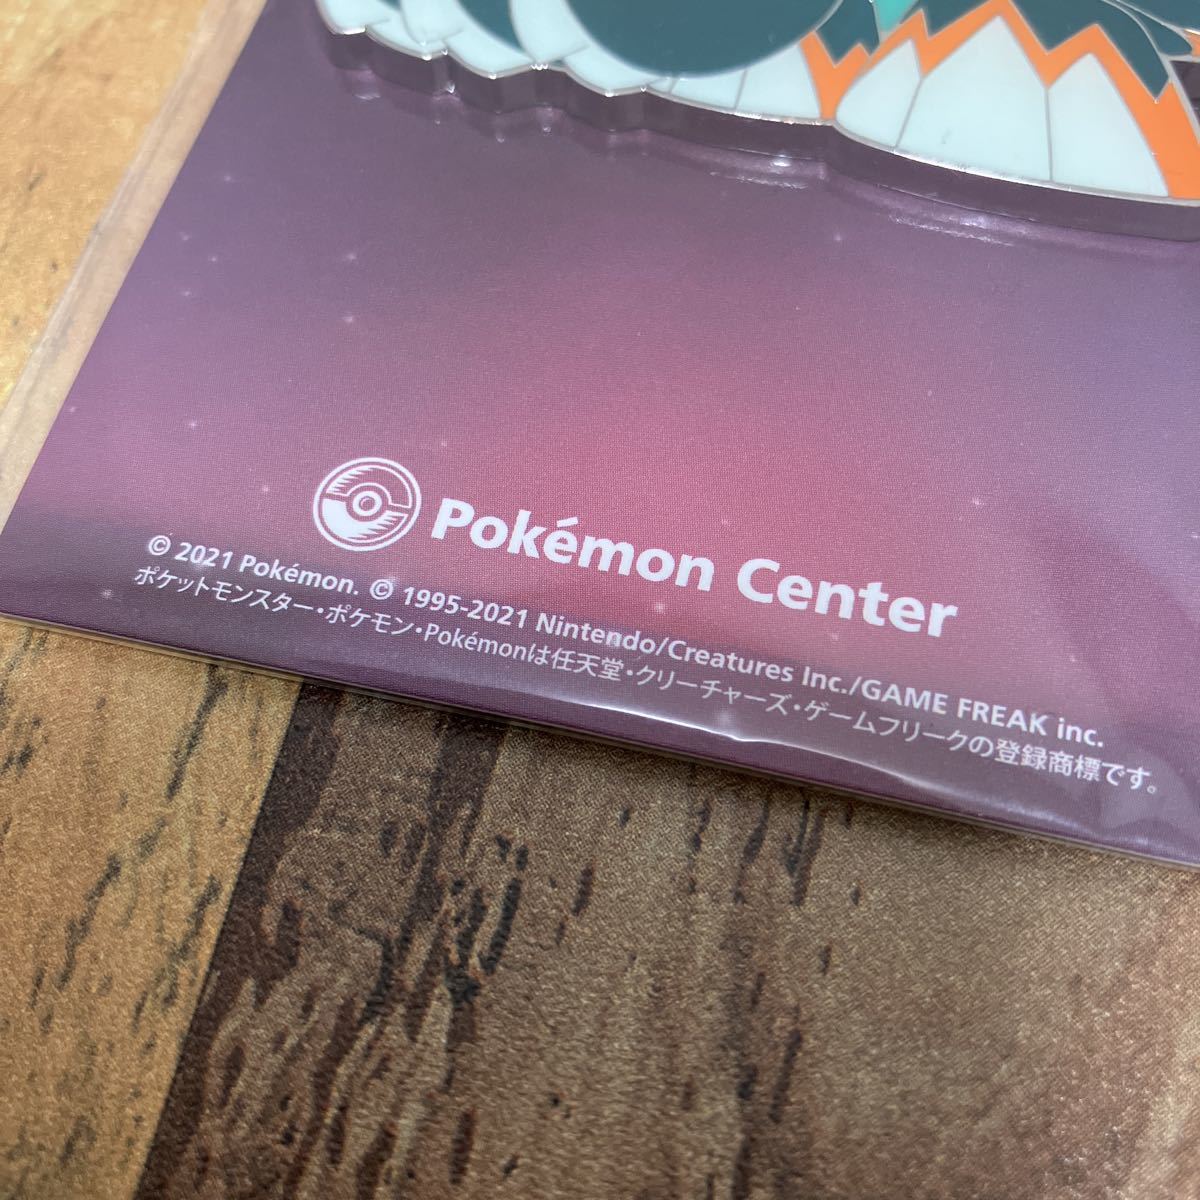 Pokémon Center
© 2021 Pokémon. © 1995-2021 Nintendo/Creatures Inc./GAME FREAK inc.
ポケットモンスター・ポケモン・Pokémonは任天堂・クリーチャーズ・ゲームフリークの登録商標です。